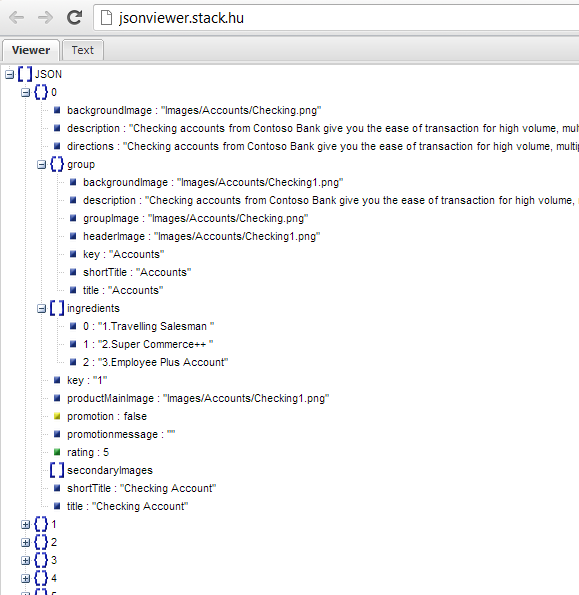 jsonviewer.stack.hu
Viewer Text
JSON
0
backgroundImage : "Images/Accounts/Checking.png"
description : "Checking accounts from Contoso Bank give you the ease of transaction for high volume, mult
directions : "Checking accounts from Contoso Bank give you the ease of transaction for high volume, multip
group
backgroundImage : "Images/Accounts/Checking1.png"
description : "Checking accounts from Contoso Bank give you the ease of transaction for high volume,
groupImage : "Images/Accounts/Checking.png"
headerImage : "Images/Accounts/Checking1.png"
key : "Accounts"
shortTitle : "Accounts"
title : "Accounts"
ingredients
0 : "1.Travelling Salesman "
1 : "2.Super Commerce++ "
2 : "3.Employee Plus Account"
key : "1"
productMainImage : "Images/Accounts/Checking1.png"
promotion : false
promotionmessage : ""
rating : 5
secondaryImages
shortTitle : "Checking Account"
title : "Checking Account"
1
2
3
4